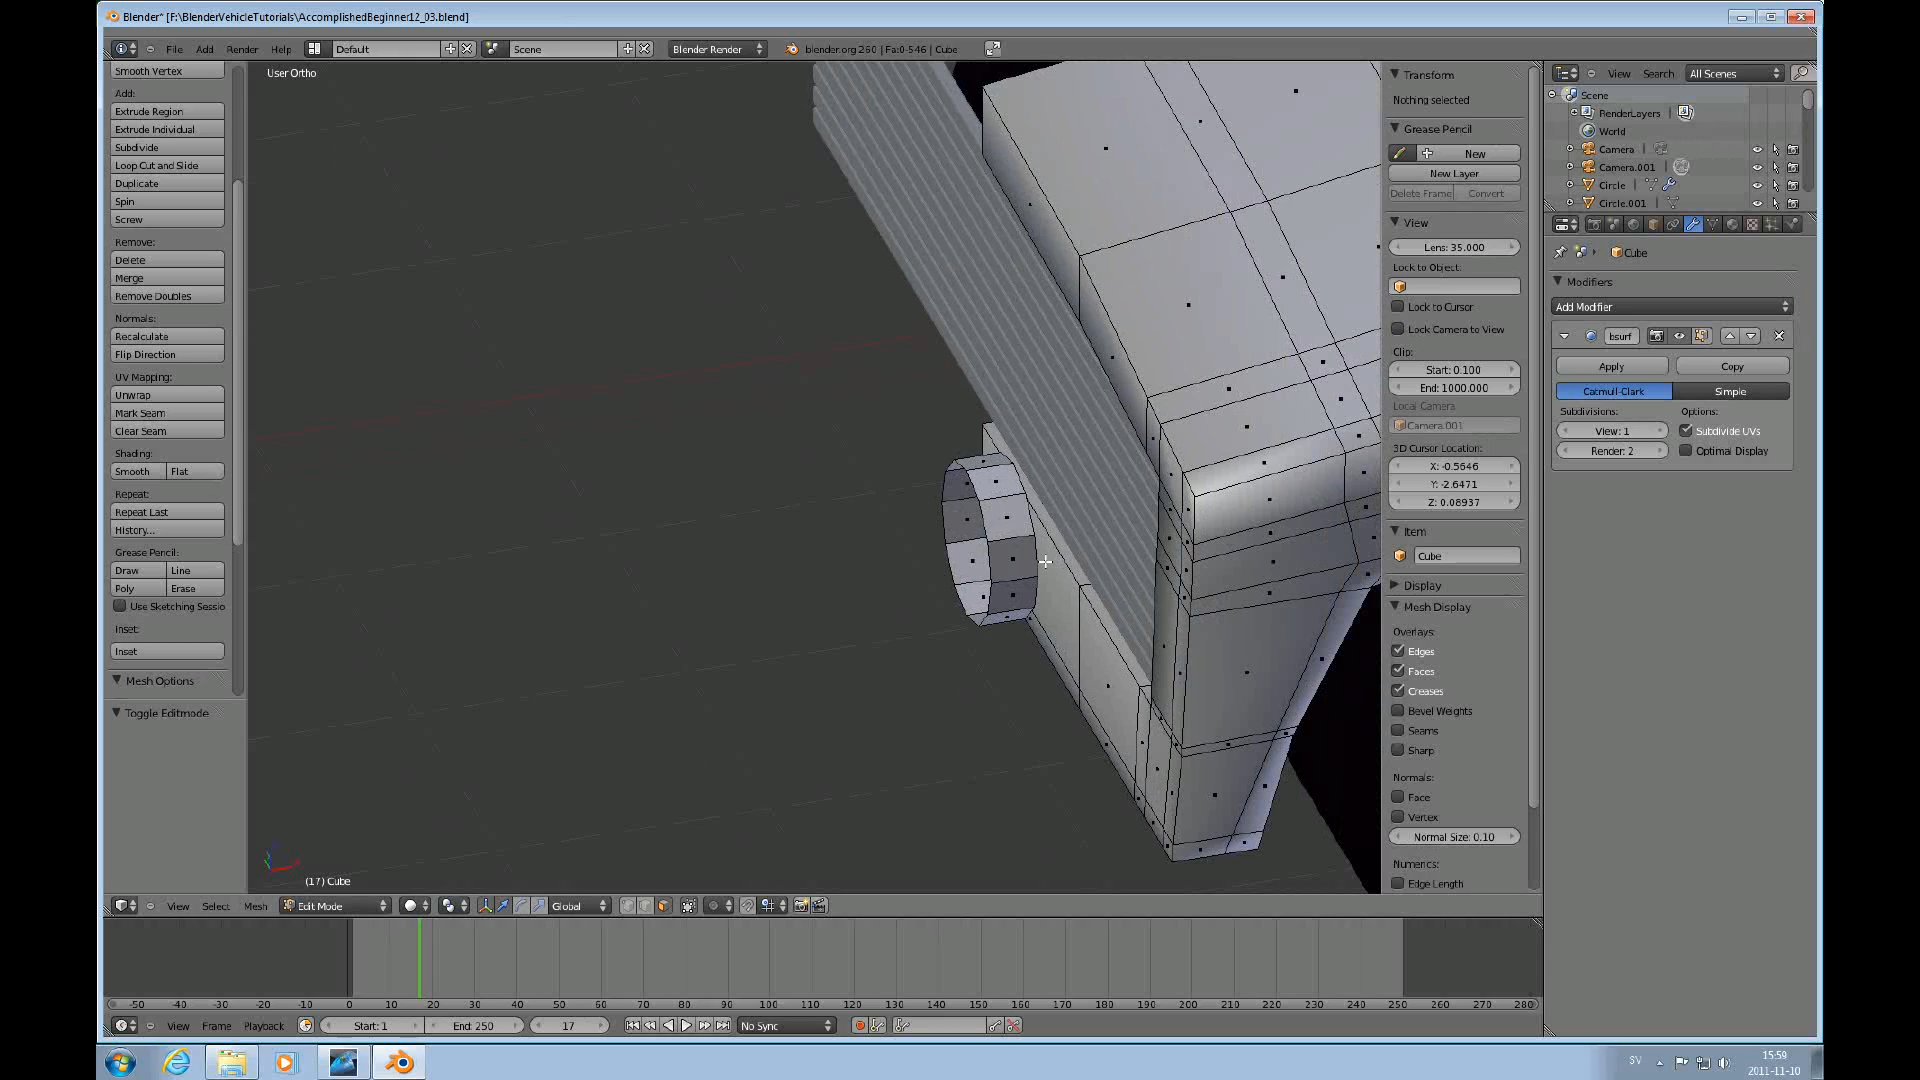 Blender* [F:\BlenderVehicleTutorials\AccomplishedBeginner12_03.blend]
File Add Render Help Default Scene Blender Render blender.org 260 | Fa:0-546 | Cube
Smooth Vertex
Add:
Extrude Region
Extrude Individual
Subdivide
Loop Cut and Slide
Duplicate
Spin
Screw
Remove:
Delete
Merge
Remove Doubles
Normals:
Recalculate
Flip Direction
UV Mapping:
Unwrap
Mark Seam
Clear Seam
Shading:
Smooth Flat
Repeat:
Repeat Last
History...
Grease Pencil:
Draw Line
Poly Erase
Use Sketching Sessio
Inset:
Inset
Mesh Options
Toggle Editmode
User Ortho
(17) Cube
Transform
Nothing selected
Grease Pencil
New
New Layer
Delete Frame Convert
View
Lens: 35.000
Lock to Object:
Lock to Cursor
Lock Camera to View
Clip:
Start: 0.100
End: 1000.000
Local Camera
Camera.001
3D Cursor Location:
X: -0.5646
Y: -2.6471
Z: 0.08937
Item
Cube
Display
Mesh Display
Overlays:
Edges
Faces
Creases
Bevel Weights
Seams
Sharp
Normals:
Face
Vertex
Normal Size: 0.10
Numerics:
Edge Length
View Search All Scenes
Scene
RenderLayers
World
Camera
Camera.001
Circle
Circle.001
Cube
Modifiers
Add Modifier
bsurf
Apply Copy
Catmull-Clark Simple
Subdivisions: Options:
View: 1 Subdivide UVs
Render: 2 Optimal Display
View Select Mesh Edit Mode Global
-50 -40 -30 -20 -10 0 10 20 30 40 50 60 70 80 90 100 110 120 130 140 150 160 170 180 190 200 210 220 230 240 250 260 270 280
View Frame Playback Start: 1 End: 250 17 No Sync
SV 15:59
2011-11-10